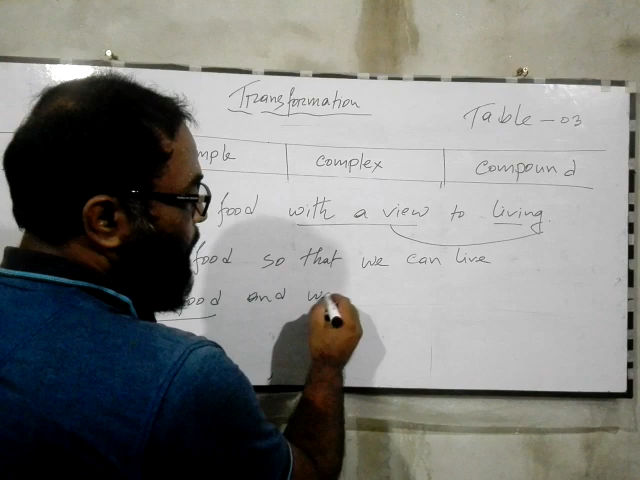 Transformation
Table - 03
mple complex compound
food with a view to living
food so that we can live
food and w